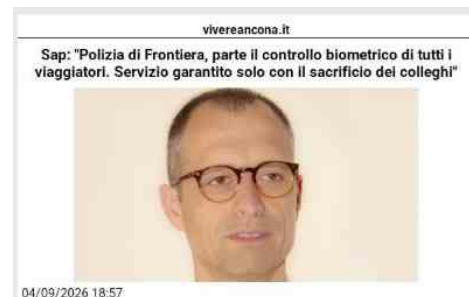 vivereancona.it
Sap: "Polizia di Frontiera, parte il controllo biometrico di tutti i
viaggiatori. Servizio garantito solo con il sacrificio dei colleghi"
04/09/2026 18:57